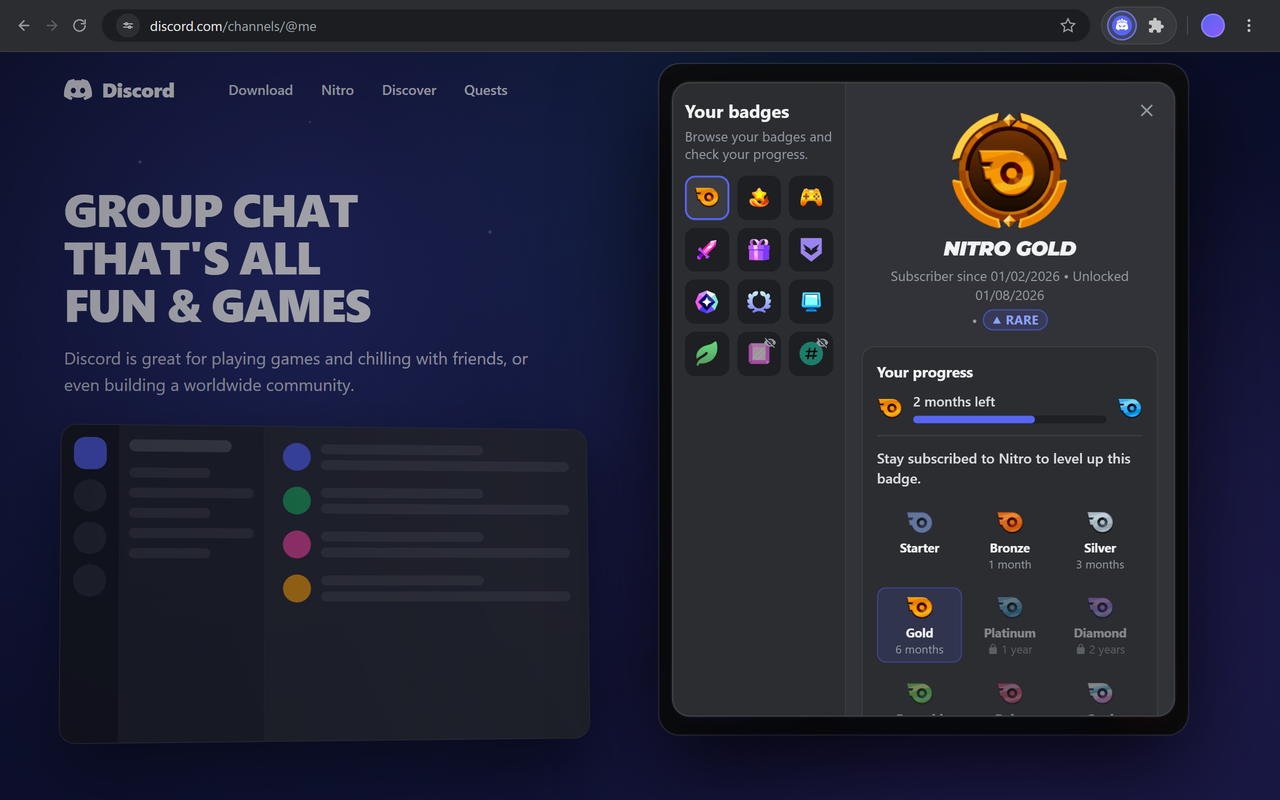 discord.com/channels/@me
Discord
Download
Nitro
Discover
Quests
GROUP CHAT
THAT'S ALL
FUN & GAMES
Discord is great for playing games and chilling with friends, or
even building a worldwide community.
Your badges
Browse your badges and
check your progress.
NITRO GOLD
Subscriber since 01/02/2026 • Unlocked
01/08/2026
• RARE
Your progress
2 months left
Stay subscribed to Nitro to level up this
badge.
Starter
Bronze
1 month
Silver
3 months
Gold
6 months
Platinum
1 year
Diamond
2 years